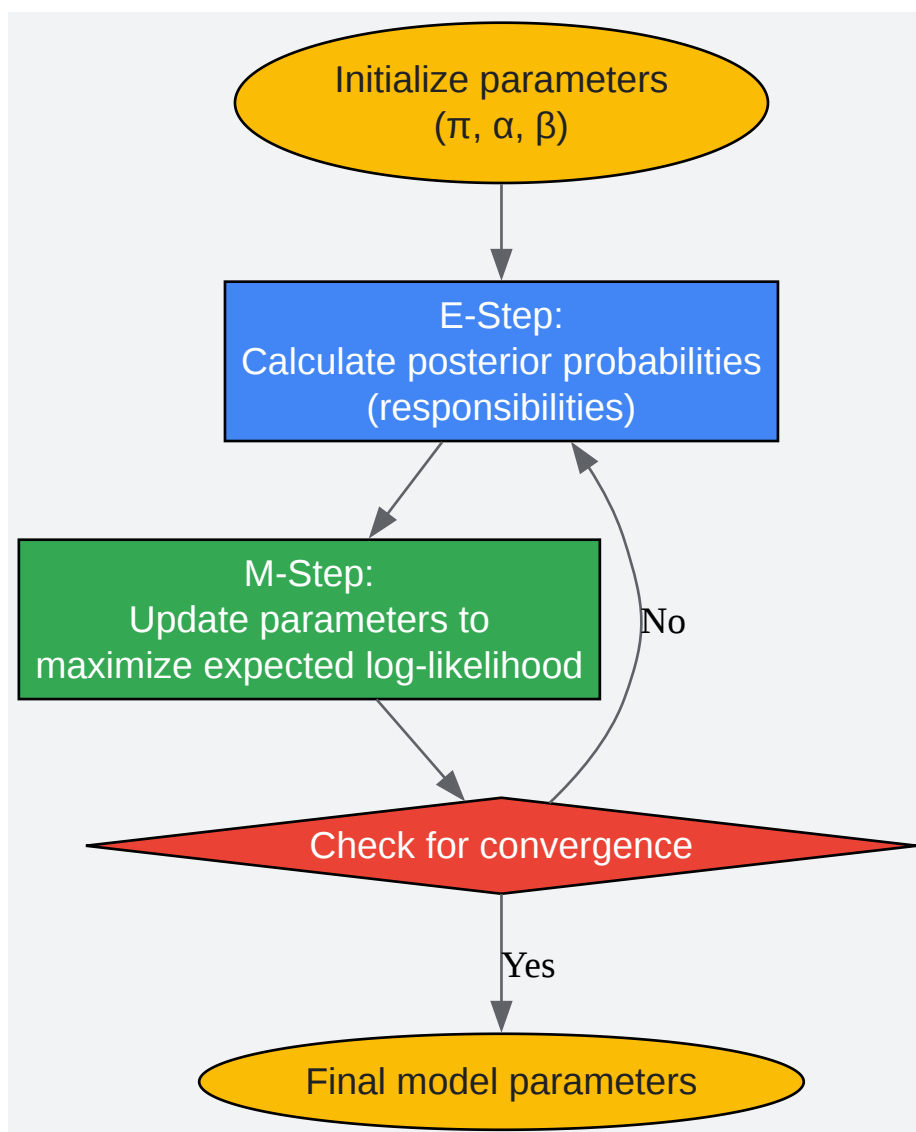 Initialize parameters
(π, α, β)
E-Step:
Calculate posterior probabilities
(responsibilities)
M-Step:
Update parameters to
maximize expected log-likelihood
No
Check for convergence
Yes
Final model parameters